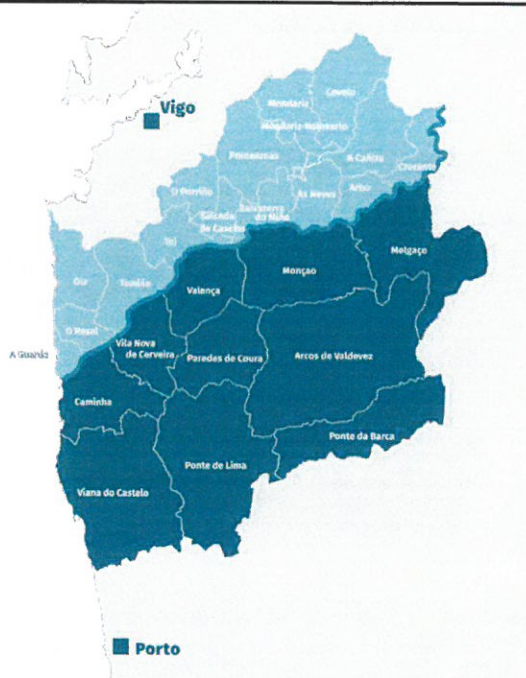 Vigo
Covelo
Mondariz
Mondariz-Balneario
Ponteareas
A Cañiza
Crecente
O Porriño
Arbo
As Neves
Salvaterra
do Miño
Salceda
de Caselas
Tui
Melgaço
Monçao
Oia
Tomiño
Valença
O Rosal
Vila Nova
de Cerveira
A Guarda
Paredes de Coura
Arcos de Valdevez
Caminha
Ponte da Barca
Ponte de Lima
Viana do Castelo
Porto